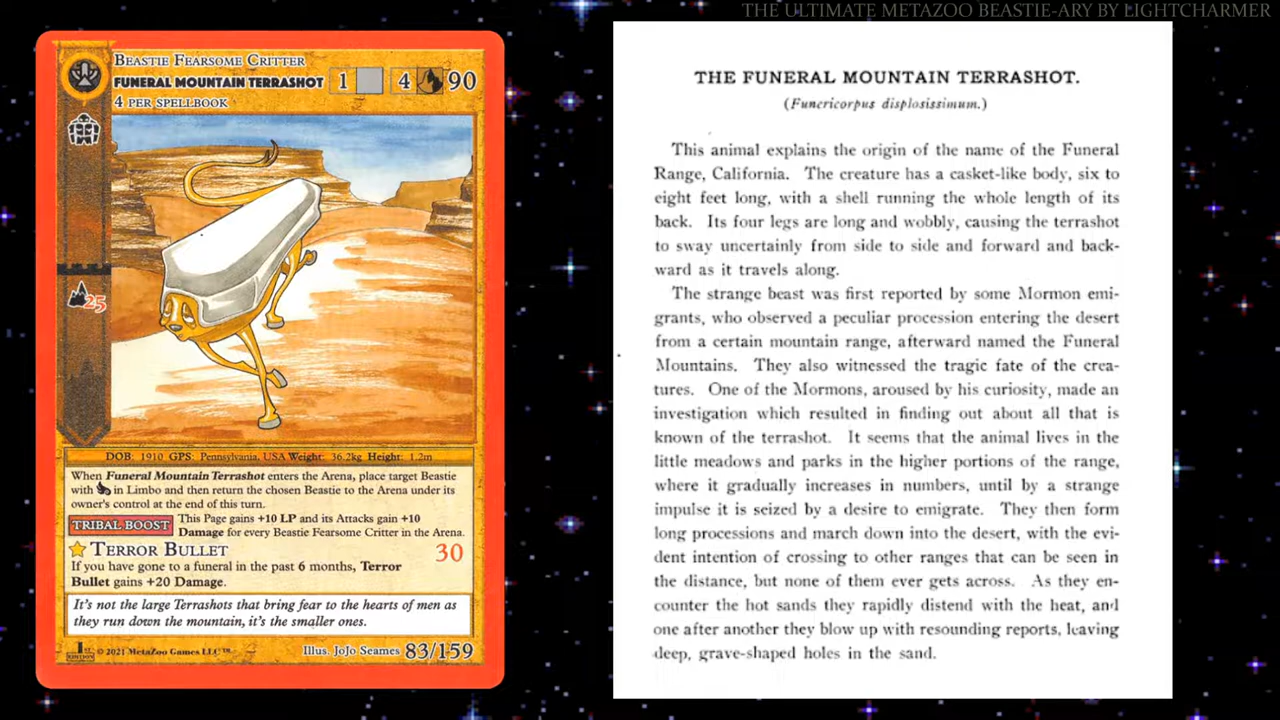 THE ULTIMATE METAZOO BEASTIE-ARY BY LIGHTCHARMER
BEASTIE FEARSOME CRITTER
FUNERAL MOUNTAIN TERRASHOT 1 4 90
4 PER SPELLBOOK
25
DOB: 1910 GPS: Pennsylvania, USA Weight: 36.2kg Height: 1.2m
When Funeral Mountain Terrashot enters the Arena, place target Beastie
with in Limbo and then return the chosen Beastie to the Arena under its
owner's control at the end of this turn.
TRIBAL BOOST This Page gains +10 LP and its Attacks gain +10
Damage for every Beastie Fearsome Critter in the Arena.
TERROR BULLET 30
If you have gone to a funeral in the past 6 months, Terror
Bullet gains +20 Damage.
It's not the large Terrashots that bring fear to the hearts of men as
they run down the mountain, it's the smaller ones.
1st EDITION © 2021 MetaZoo Games LLC™ Illus. JoJo Seames 83/159
THE FUNERAL MOUNTAIN TERRASHOT.
(Funericorpus displosissimum.)
This animal explains the origin of the name of the Funeral
Range, California. The creature has a casket-like body, six to
eight feet long, with a shell running the whole length of its
back. Its four legs are long and wobbly, causing the terrashot
to sway uncertainly from side to side and forward and back-
ward as it travels along.
The strange beast was first reported by some Mormon emi-
grants, who observed a peculiar procession entering the desert
from a certain mountain range, afterward named the Funeral
Mountains. They also witnessed the tragic fate of the crea-
tures. One of the Mormons, aroused by his curiosity, made an
investigation which resulted in finding out about all that is
known of the terrashot. It seems that the animal lives in the
little meadows and parks in the higher portions of the range,
where it gradually increases in numbers, until by a strange
impulse it is seized by a desire to emigrate. They then form
long processions and march down into the desert, with the evi-
dent intention of crossing to other ranges that can be seen in
the distance, but none of them ever gets across. As they en-
counter the hot sands they rapidly distend with the heat, and
one after another they blow up with resounding reports, leaving
deep, grave-shaped holes in the sand.